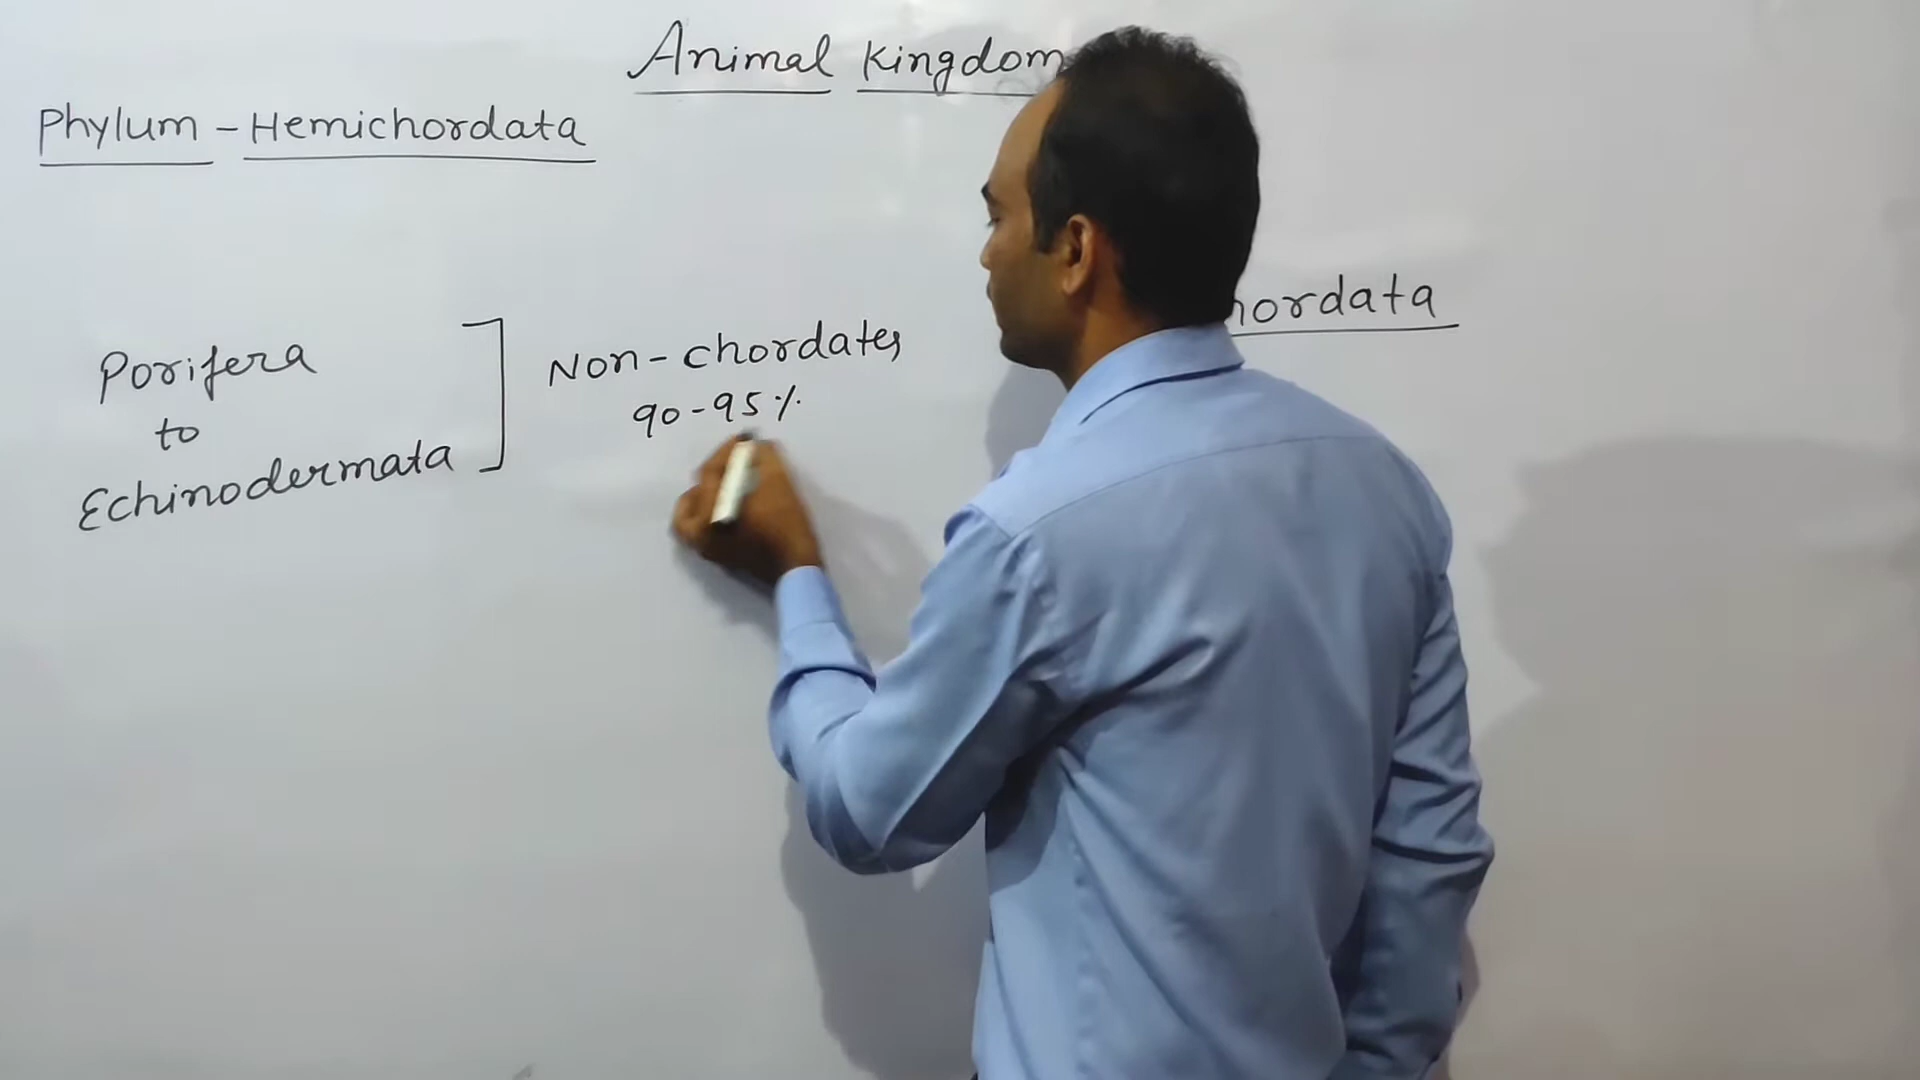 Animal Kingdom
Phylum - Hemichordata
Porifera
to
Echinodermata
Non-chordates
90-95%
hordata